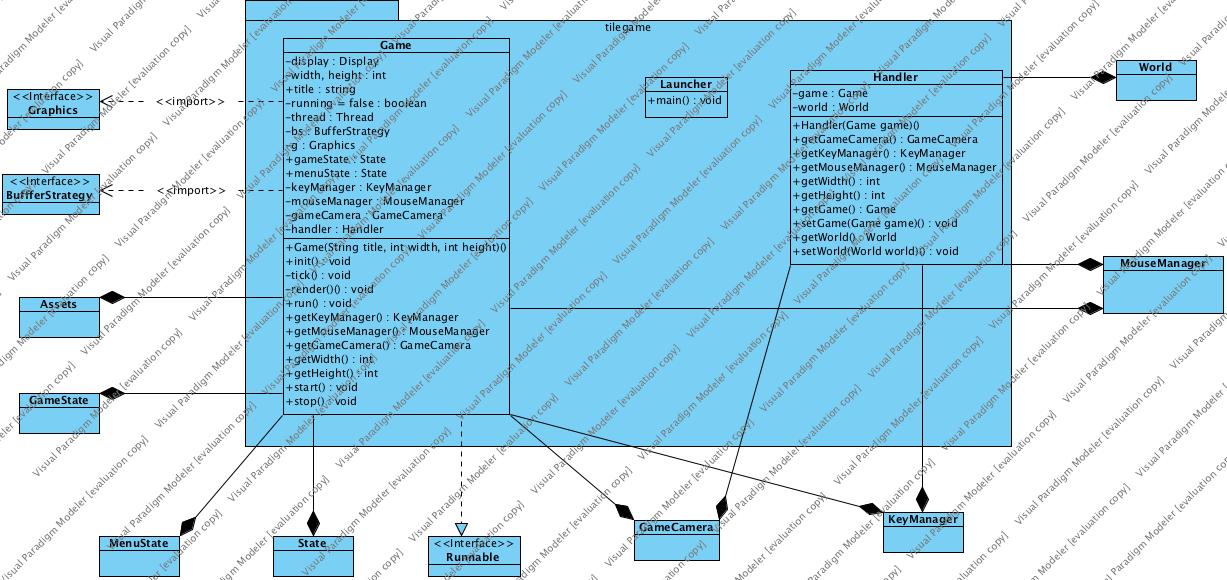 tilegame
Game
-display : Display
-width, height : int
+title : string
-running = false : boolean
-thread : Thread
-bs : BufferStrategy
-g : Graphics
+gameState : State
+menuState : State
-keyManager : KeyManager
-mouseManager : MouseManager
-gameCamera : GameCamera
-handler : Handler
+Game(String title, int width, int height)()
+init() : void
-tick() : void
-render()() : void
+run() : void
+getKeyManager() : KeyManager
+getMouseManager() : MouseManager
+getGameCamera() : GameCamera
+getWidth() : int
+getHeight() : int
+start() : void
+stop() : void
Launcher
+main() : void
Handler
-game : Game
-world : World
+Handler(Game game)()
+getGameCamera() : GameCamera
+getKeyManager() : KeyManager
+getMouseManager() : MouseManager
+getWidth() : int
+getHeight() : int
+getGame() : Game
+setGame(Game game)() : void
+getWorld() : World
+setWorld(World world)() : void
<<Interface>>
Graphics
<<import>>
<<Interface>>
BuffferStrategy
<<import>>
Assets
GameState
World
MouseManager
MenuState
State
<<Interface>>
Runnable
GameCamera
KeyManager
Visual Paradigm Modeler [evaluation copy]